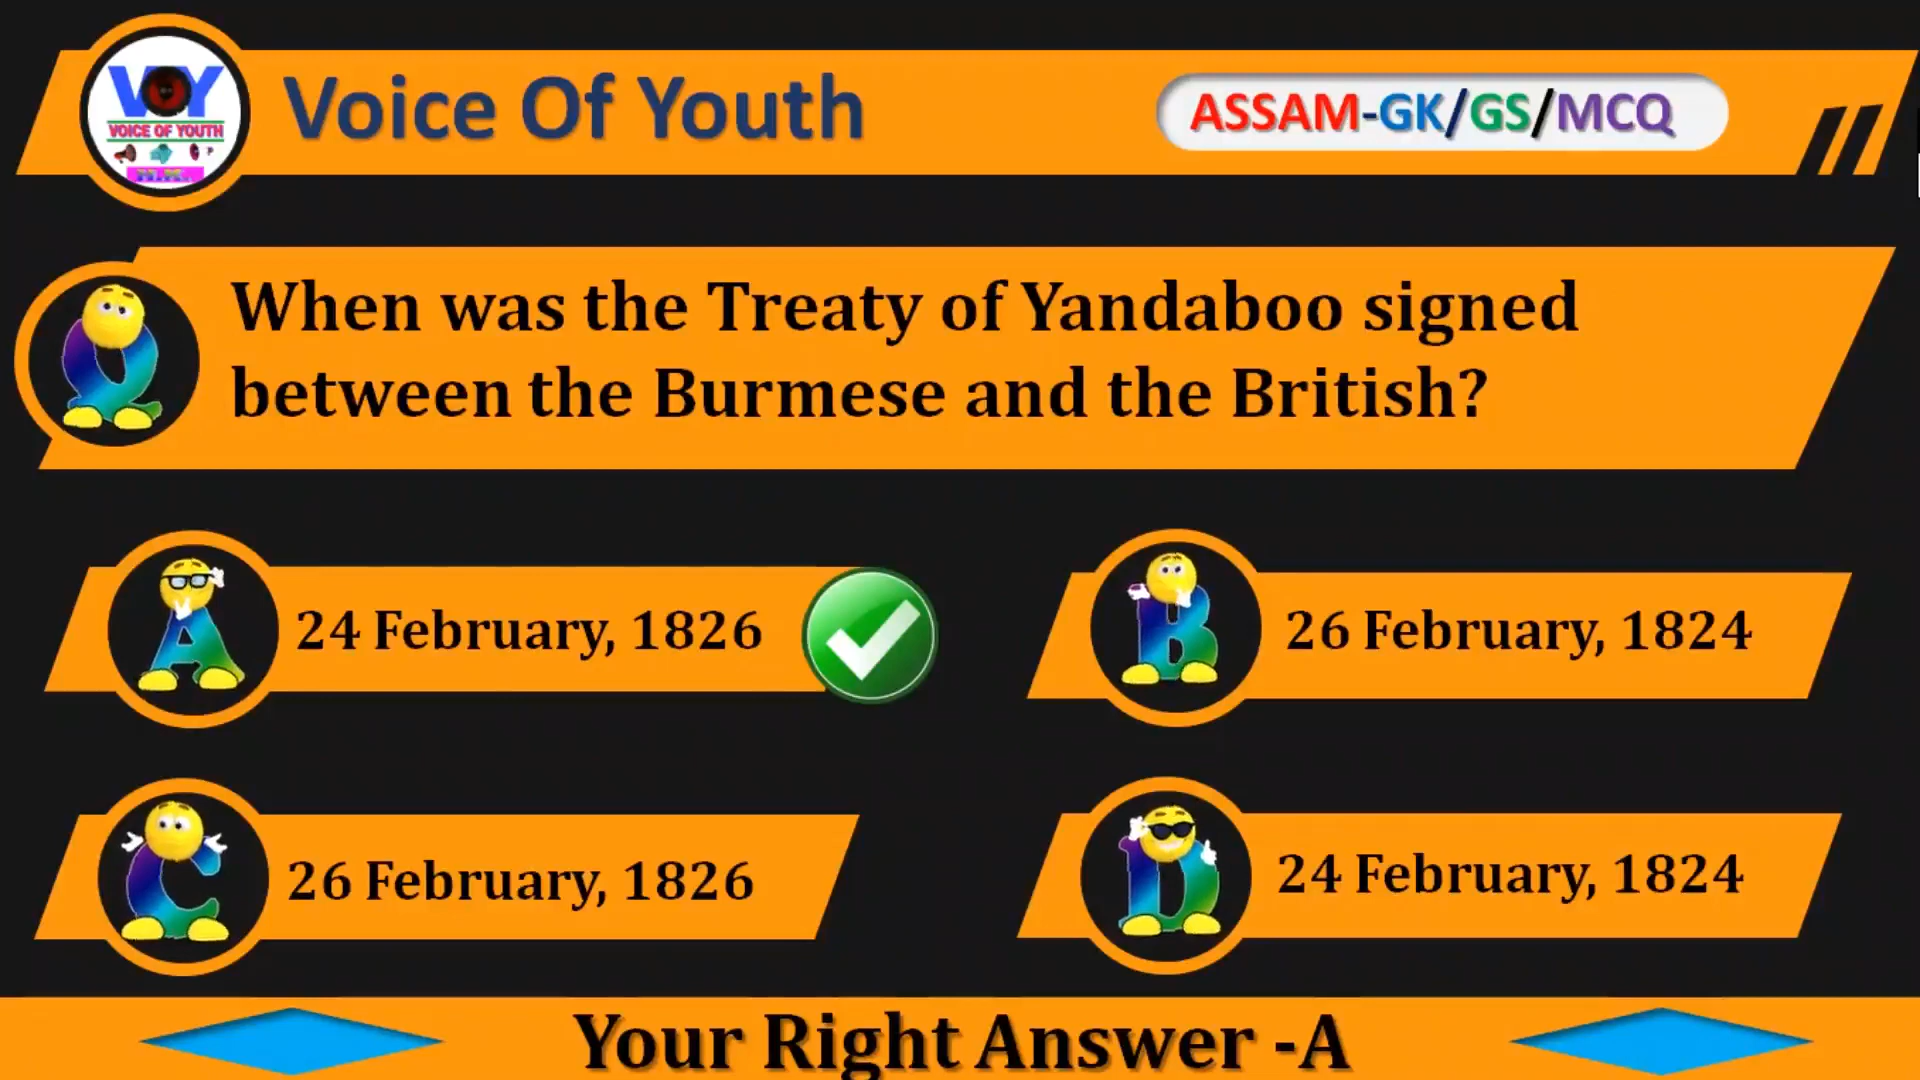 VOY
VOICE OF YOUTH
Voice Of Youth
ASSAM-GK/GS/MCQ
Q
When was the Treaty of Yandaboo signed
between the Burmese and the British?
A
24 February, 1826
B
26 February, 1824
C
26 February, 1826
D
24 February, 1824
Your Right Answer -A